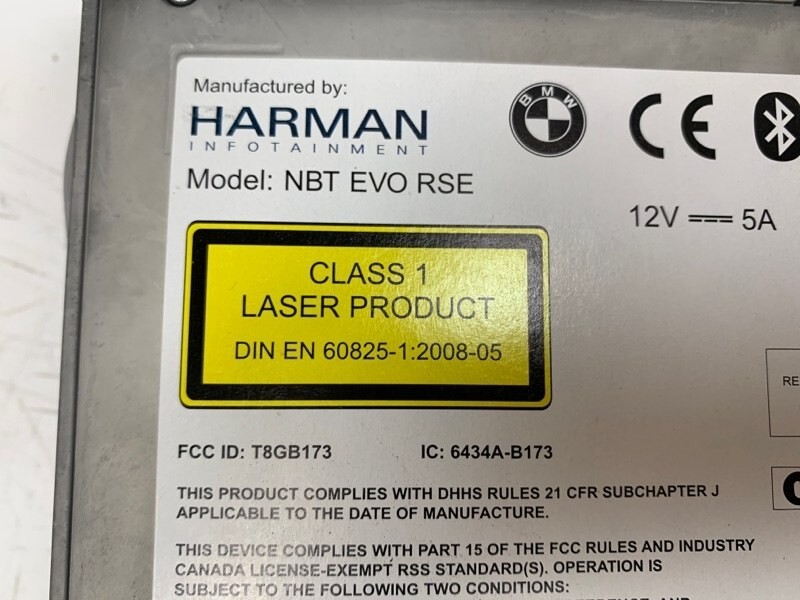 Manufactured by:
HARMAN
INFOTAINMENT
BMW
CE
Model: NBT EVO RSE
12V 5A
CLASS 1
LASER PRODUCT
DIN EN 60825-1:2008-05
RE
FCC ID: T8GB173 IC: 6434A-B173
THIS PRODUCT COMPLIES WITH DHHS RULES 21 CFR SUBCHAPTER J
APPLICABLE TO THE DATE OF MANUFACTURE.
THIS DEVICE COMPLIES WITH PART 15 OF THE FCC RULES AND INDUSTRY
CANADA LICENSE-EXEMPT RSS STANDARD(S). OPERATION IS
SUBJECT TO THE FOLLOWING TWO CONDITIONS: